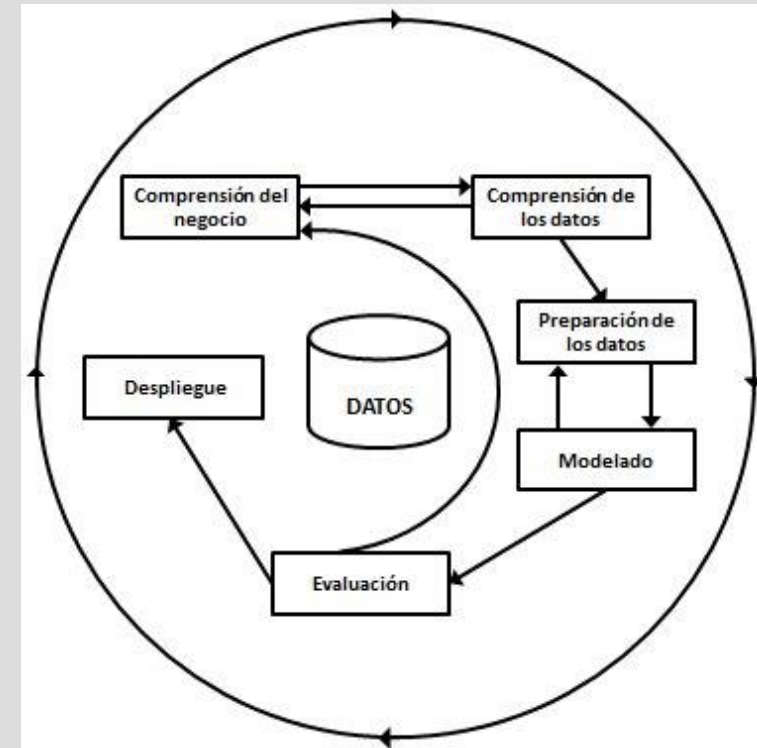 Comprensión del
negocio
Comprensión de
los datos
Preparación de
los datos
Despliegue
DATOS
Modelado
Evaluación